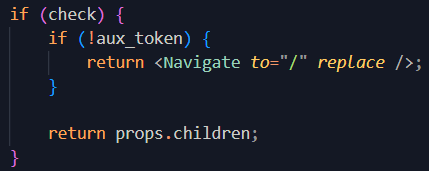 if (check) {
    if (!aux_token) {
        return <Navigate to="/" replace />;
    }

    return props.children;
}